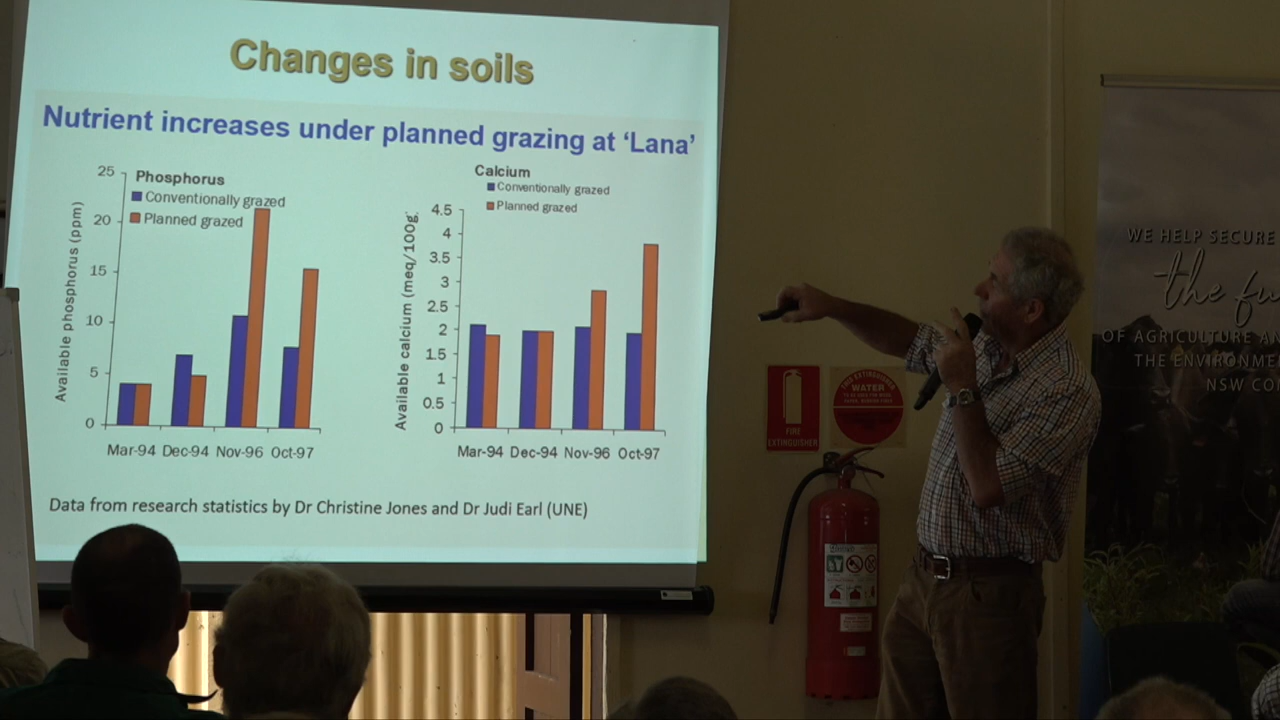 Changes in soils
Nutrient increases under planned grazing at ‘Lana’
Phosphorus
Conventionally grazed
Planned grazed
Available phosphorus (ppm)
25
20
15
10
5
0
Mar-94 Dec-94 Nov-96 Oct-97
Calcium
Conventionally grazed
Planned grazed
Available calcium (meq/100g
4.5
4
3.5
3
2.5
2
1.5
1
0.5
0
Mar-94 Dec-94 Nov-96 Oct-97
Data from research statistics by Dr Christine Jones and Dr Judi Earl (UNE)
FIRE
EXTINGUISHER
THIS EXTINGUISHER
WATER
WE HELP SECURE
the fu
OF AGRICULTURE AN
THE ENVIRONME
NSW CO